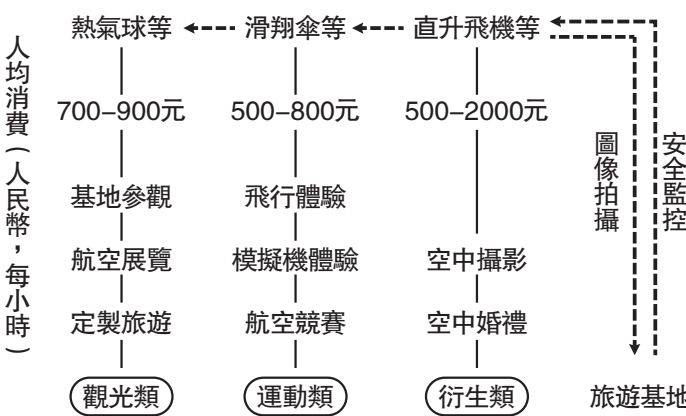 人均消費（人民幣，每小時）
熱氣球等 滑翔傘等 直升飛機等
700–900元 500–800元 500–2000元
基地參觀 飛行體驗
航空展覽 模擬機體驗 空中攝影
定製旅遊 航空競賽 空中婚禮
觀光類 運動類 衍生類 旅遊基地
圖像拍攝
安全監控